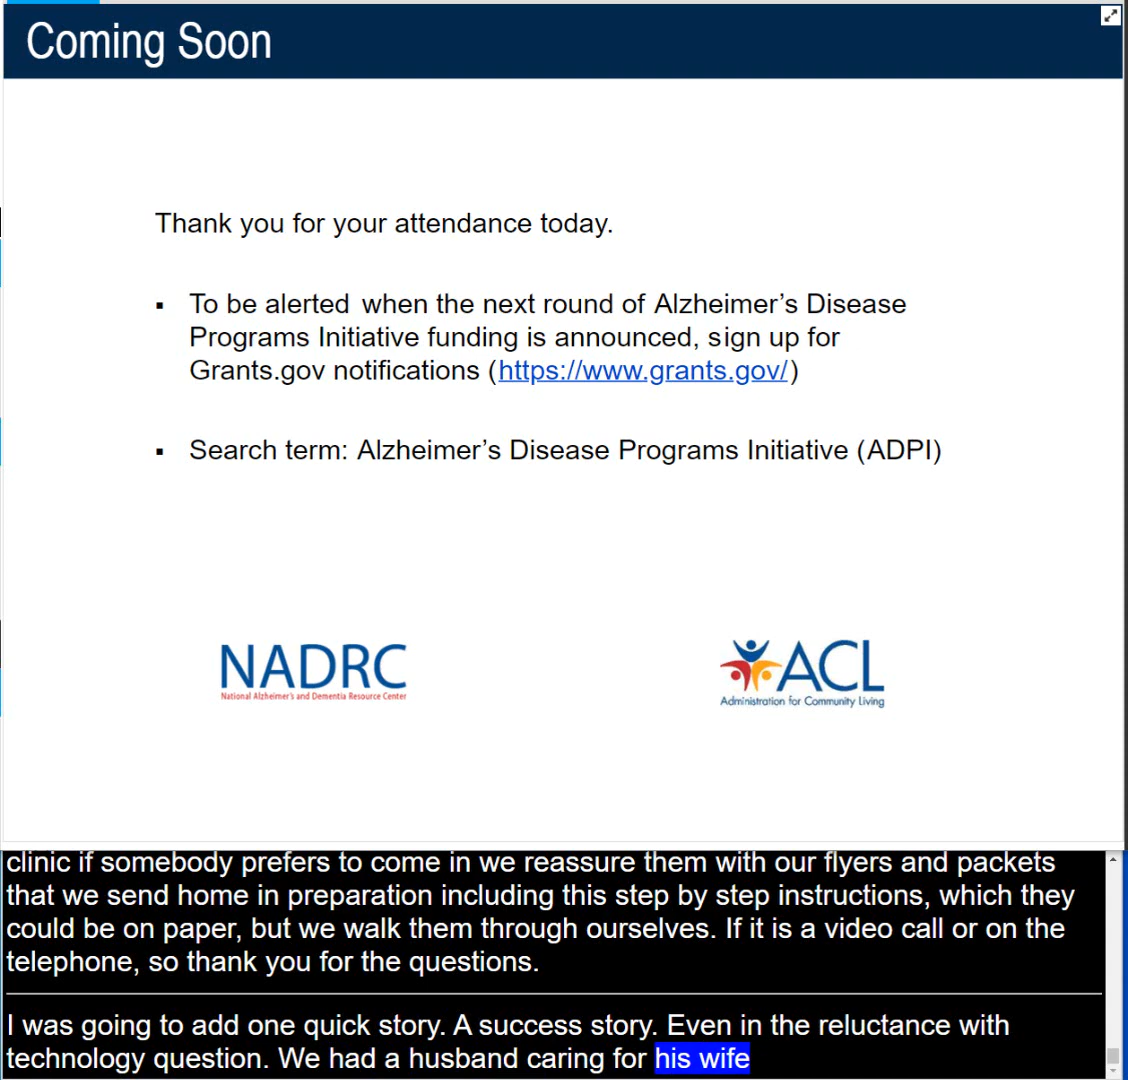 Coming Soon
Thank you for your attendance today.
▪ To be alerted when the next round of Alzheimer’s Disease
Programs Initiative funding is announced, sign up for
Grants.gov notifications (https://www.grants.gov/)
▪ Search term: Alzheimer’s Disease Programs Initiative (ADPI)
NADRC
National Alzheimer's and Dementia Resource Center
ACL
Administration for Community Living
clinic if somebody prefers to come in we reassure them with our flyers and packets
that we send home in preparation including this step by step instructions, which they
could be on paper, but we walk them through ourselves. If it is a video call or on the
telephone, so thank you for the questions.
I was going to add one quick story. A success story. Even in the reluctance with
technology question. We had a husband caring for his wife